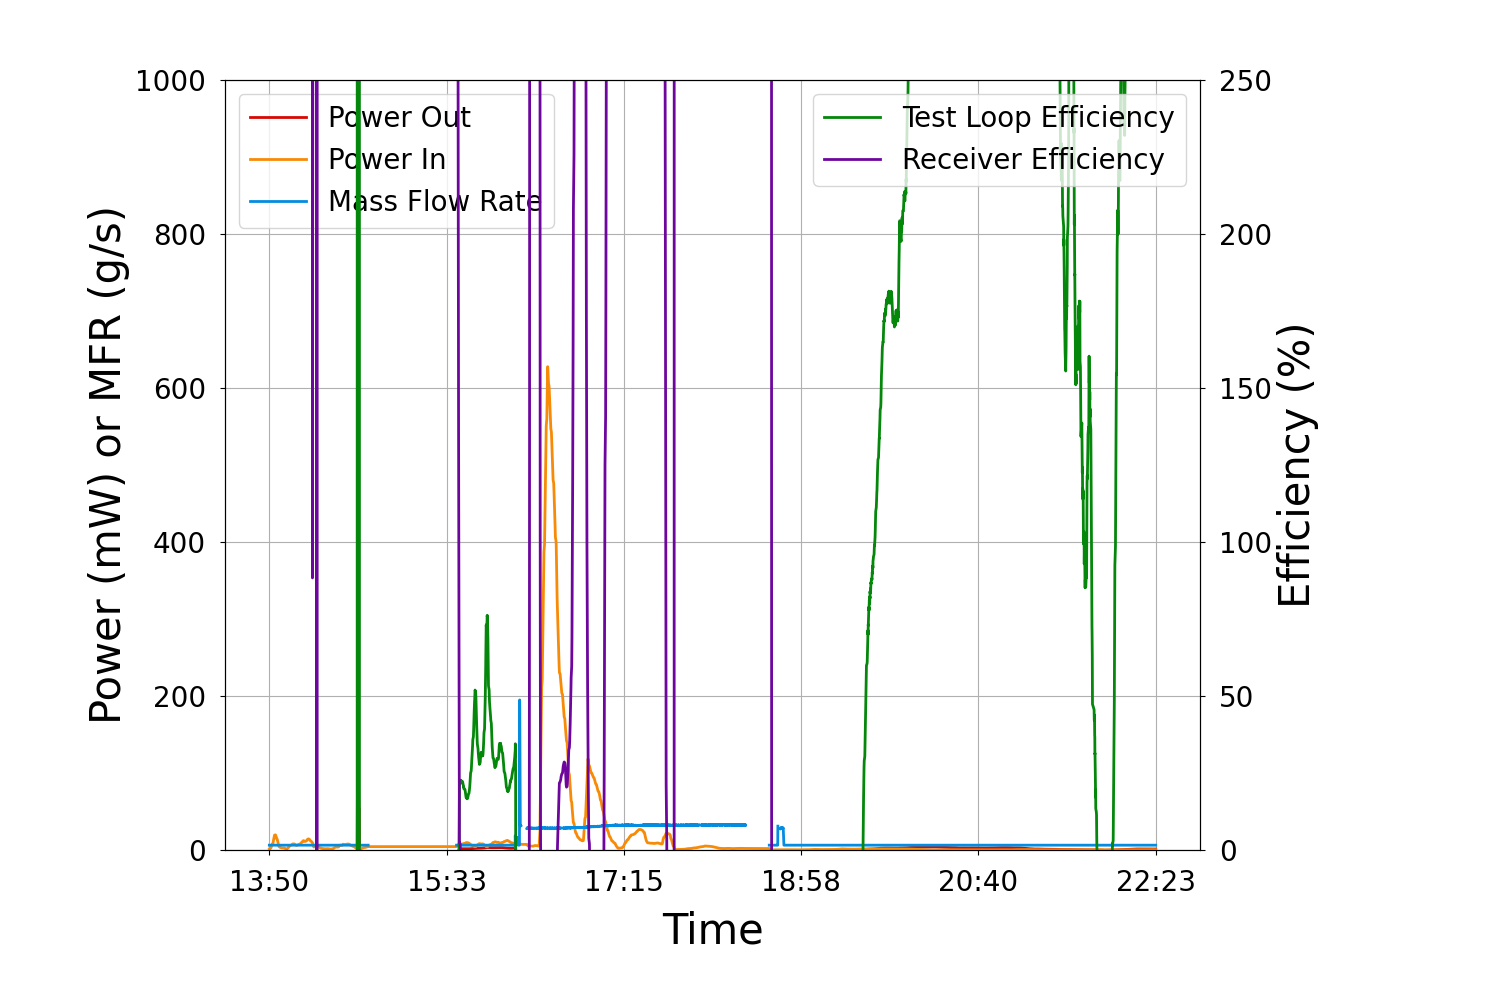 1000
800
600
400
200
0
Power (mW) or MFR (g/s)
Power Out
Power In
Mass Flow Rate
Test Loop Efficiency
Receiver Efficiency
250
200
150
100
50
0
Efficiency (%)
13:50 15:33 17:15 18:58 20:40 22:23
Time